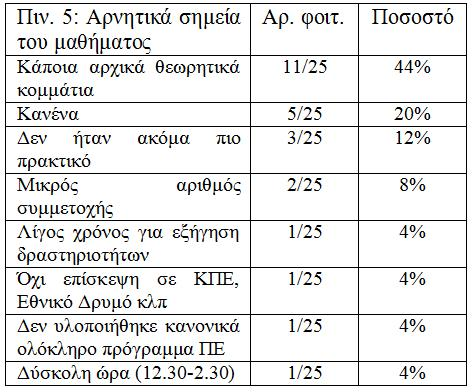 Πιν. 5: Αρνητικά σημεία Αρ. φοιτ. Ποσοστό
του μαθήματος
Κάποια αρχικά θεωρητικά 11/25 44%
κομμάτια
Κανένα 5/25 20%
Δεν ήταν ακόμα πιο 3/25 12%
πρακτικό
Μικρός αριθμός 2/25 8%
συμμετοχής
Λίγος χρόνος για εξήγηση 1/25 4%
δραστηριοτήτων
Όχι επίσκεψη σε ΚΠΕ, 1/25 4%
Εθνικό Δρυμό κλπ
Δεν υλοποιήθηκε κανονικά 1/25 4%
ολόκληρο πρόγραμμα ΠΕ
Δύσκολη ώρα (12.30-2.30) 1/25 4%